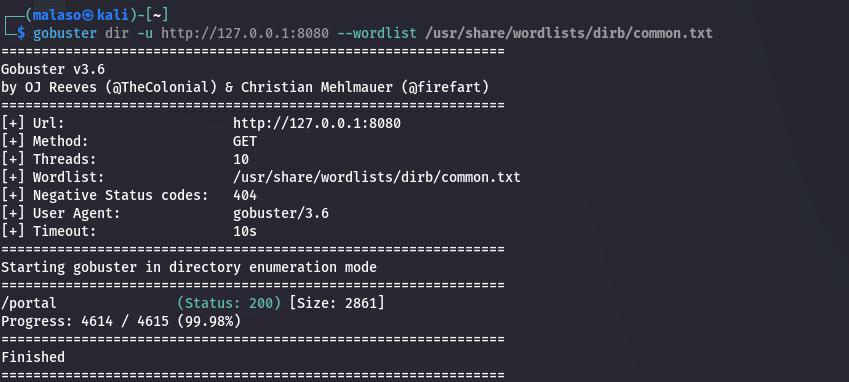 ┌──(malaso㉿kali)-[~]
└─$ gobuster dir -u http://127.0.0.1:8080 --wordlist /usr/share/wordlists/dirb/common.txt
===============================================================
Gobuster v3.6
by OJ Reeves (@TheColonial) & Christian Mehlmauer (@firefart)
===============================================================
[+] Url:                     http://127.0.0.1:8080
[+] Method:                  GET
[+] Threads:                 10
[+] Wordlist:                /usr/share/wordlists/dirb/common.txt
[+] Negative Status codes:   404
[+] User Agent:              gobuster/3.6
[+] Timeout:                 10s
===============================================================
Starting gobuster in directory enumeration mode
===============================================================
/portal               (Status: 200) [Size: 2861]
Progress: 4614 / 4615 (99.98%)
===============================================================
Finished
===============================================================